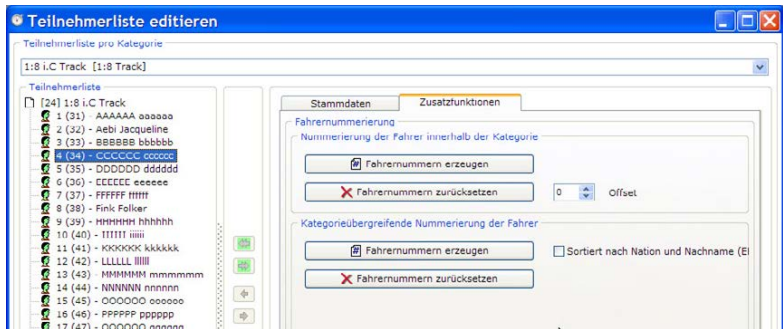 Teilnehmerliste editieren
Teilnehmerliste pro Kategorie
1:8 i.C Track [1:8 Track]
Teilnehmerliste
[24] 1:8 i.C Track
1 (31) - AAAAAA aaaaaa
2 (32) - Aebi Jacqueline
3 (33) - BBBBBB bbbbbb
4 (34) - CCCCCC cccccc
5 (35) - DDDDDD dddddd
6 (36) - EEEEEE eeeeee
7 (37) - FFFFFF ffffff
8 (38) - Fink Folker
9 (39) - HHHHHH hhhhhh
10 (40) - IIIIII iiiiii
11 (41) - KKKKKK kkkkkk
12 (42) - LLLLLL llllll
13 (43) - MMMMMM mmmmmm
14 (44) - NNNNNN nnnnnn
15 (45) - OOOOOO oooooo
16 (46) - PPPPPP pppppp
17 (47) - QQQQQQ qqqqqq
Stammdaten
Zusatzfunktionen
Fahrernummerierung
Nummerierung der Fahrer innerhalb der Kategorie
Fahrernummern erzeugen
Fahrernummern zurücksetzen
0
Offset
Kategorieübergreifende Nummerierung der Fahrer
Fahrernummern erzeugen
Sortiert nach Nation und Nachname
Fahrernummern zurücksetzen